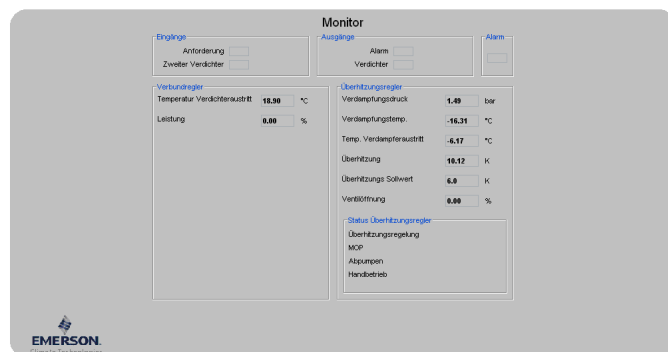 Monitor
Eingänge
Anforderung
Zweiter Verdichter
Ausgänge
Alarm
Verdichter
Alarm
Verbundregler
Temperatur Verdichteraustritt 18.90 °C
Leistung 0.00 %
Überhitzungsregler
Verdampfungsdruck 1.49 bar
Verdampfungstemp. -16.31 °C
Temp. Verdampferaustritt -6.17 °C
Überhitzung 10.12 K
Überhitzungs Sollwert 6.0 K
Ventilöffnung 0.00 %
Status Überhitzungsregler
Überhitzungsregelung
MOP
Abpumpen
Handbetrieb
EMERSON.
Climate Technologies